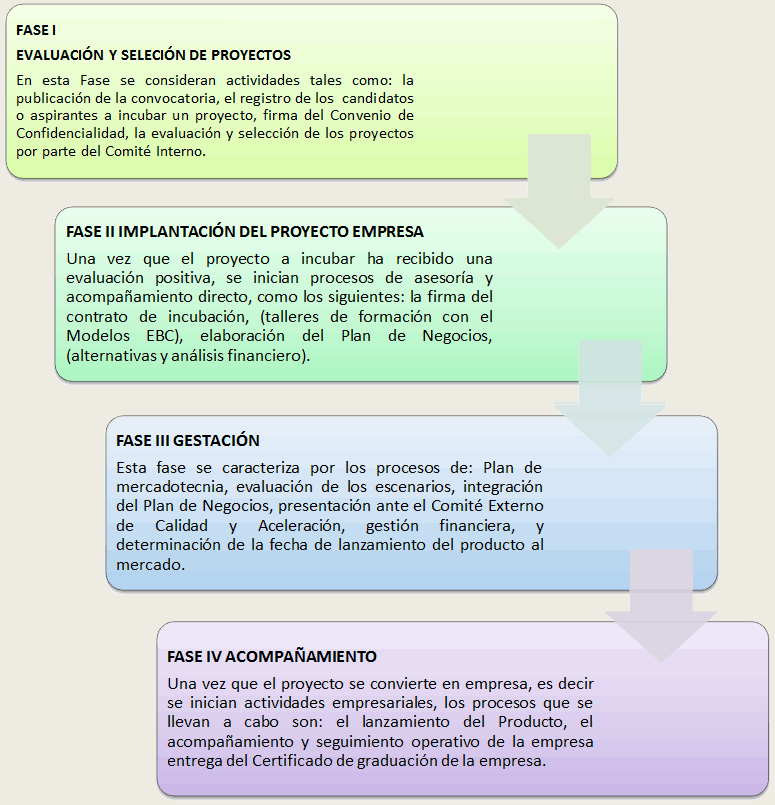 FASE I
EVALUACIÓN Y SELECIÓN DE PROYECTOS
En esta Fase se consideran actividades tales como: la
publicación de la convocatoria, el registro de los candidatos
o aspirantes a incubar un proyecto, firma del Convenio de
Confidencialidad, la evaluación y selección de los proyectos
por parte del Comité Interno.
FASE II IMPLANTACIÓN DEL PROYECTO EMPRESA
Una vez que el proyecto a incubar ha recibido una
evaluación positiva, se inician procesos de asesoría y
acompañamiento directo, como los siguientes: la firma del
contrato de incubación, (talleres de formación con el
Modelos EBC), elaboración del Plan de Negocios,
(alternativas y análisis financiero).
FASE III GESTACIÓN
Esta fase se caracteriza por los procesos de: Plan de
mercadotecnia, evaluación de los escenarios, integración
del Plan de Negocios, presentación ante el Comité Externo
de Calidad y Aceleración, gestión financiera, y
determinación de la fecha de lanzamiento del producto al
mercado.
FASE IV ACOMPAÑAMIENTO
Una vez que el proyecto se convierte en empresa, es decir
se inician actividades empresariales, los procesos que se
llevan a cabo son: el lanzamiento del Producto, el
acompañamiento y seguimiento operativo de la empresa
entrega del Certificado de graduación de la empresa.